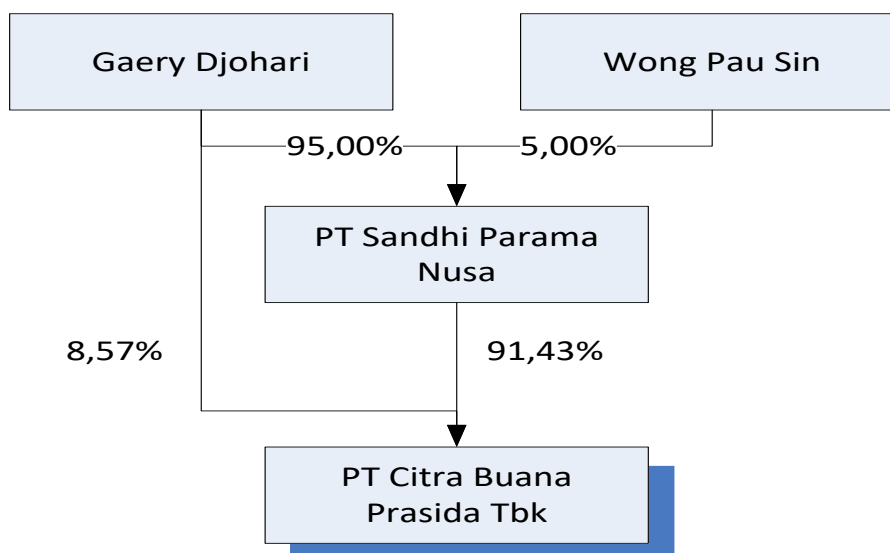 Gaery Djohari
Wong Pau Sin
95,00%
5,00%
PT Sandhi Parama
Nusa
8,57%
91,43%
PT Citra Buana
Prasida Tbk